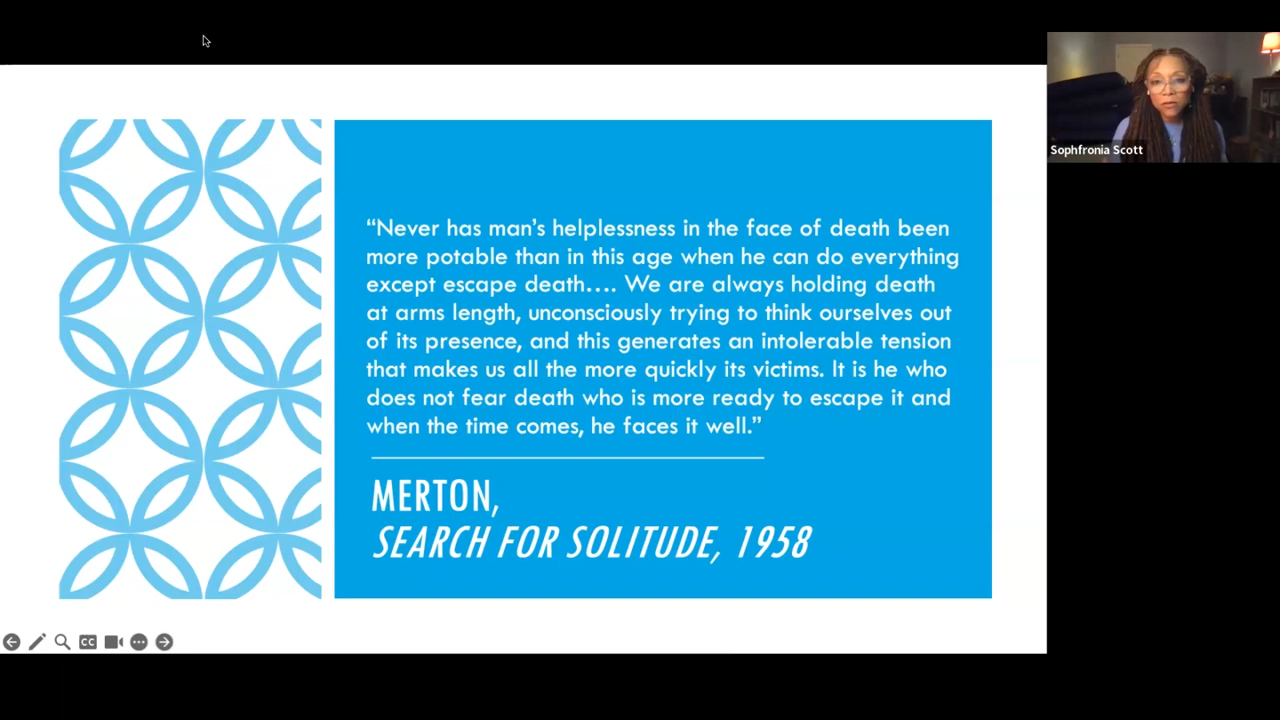 Sophfronia Scott
“Never has man’s helplessness in the face of death been
more potable than in this age when he can do everything
except escape death…. We are always holding death
at arms length, unconsciously trying to think ourselves out
of its presence, and this generates an intolerable tension
that makes us all the more quickly its victims. It is he who
does not fear death who is more ready to escape it and
when the time comes, he faces it well.”
MERTON,
SEARCH FOR SOLITUDE, 1958
CC